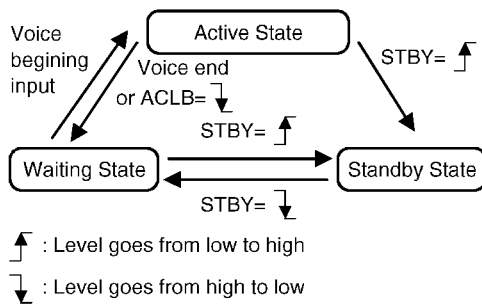 Voice
begining
input
Active State
Voice end
or ACLB=
STBY=
STBY=
Waiting State
Standby State
STBY=
: Level goes from low to high
: Level goes from high to low